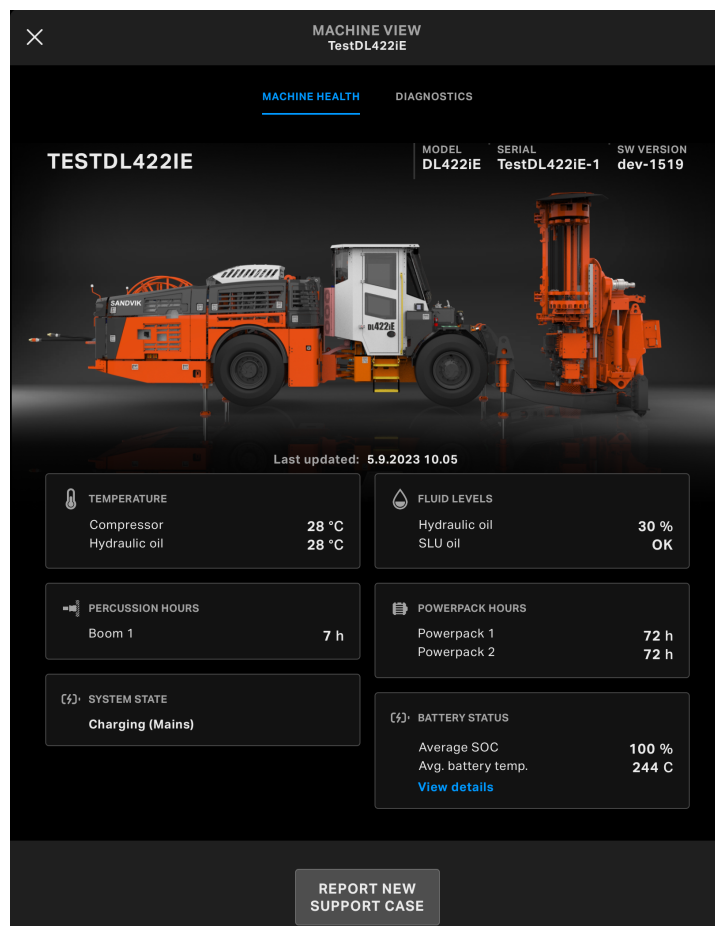 MACHINE VIEW
TestDL422iE
MACHINE HEALTH DIAGNOSTICS
TESTDL422IE
MODEL SERIAL SW VERSION
DL422iE TestDL422iE-1 dev-1519
SANDVIK
DL422iE
Last updated: 5.9.2023 10.05
TEMPERATURE
Compressor 28 °C
Hydraulic oil 28 °C
FLUID LEVELS
Hydraulic oil 30 %
SLU oil OK
PERCUSSION HOURS
Boom 1 7 h
POWERPACK HOURS
Powerpack 1 72 h
Powerpack 2 72 h
SYSTEM STATE
Charging (Mains)
BATTERY STATUS
Average SOC 100 %
Avg. battery temp. 244 C
View details
REPORT NEW
SUPPORT CASE